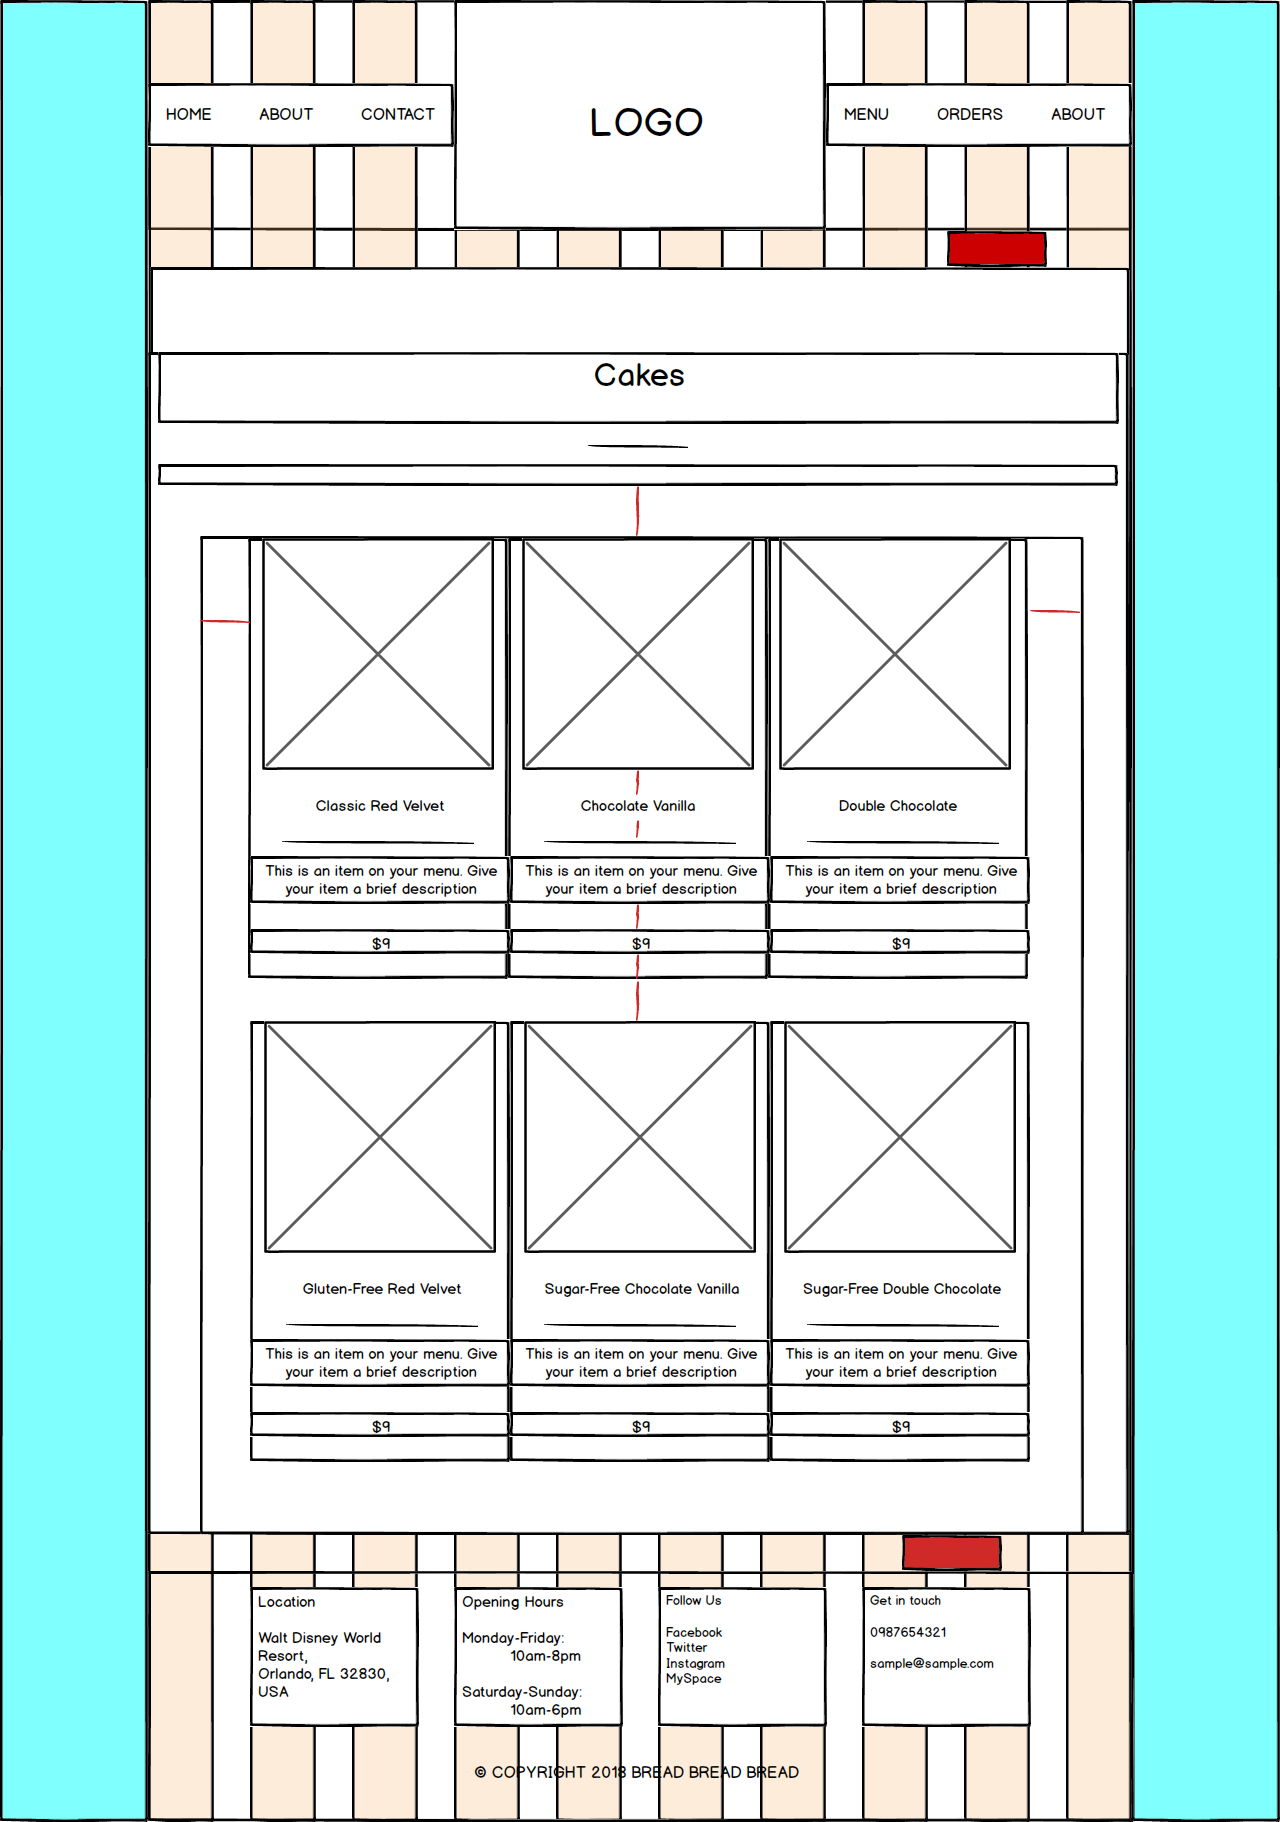 HOME ABOUT CONTACT LOGO MENU ORDERS ABOUT
Cakes
Classic Red Velvet
This is an item on your menu. Give
your item a brief description
$9
Chocolate Vanilla
This is an item on your menu. Give
your item a brief description
$9
Double Chocolate
This is an item on your menu. Give
your item a brief description
$9
Gluten-Free Red Velvet
This is an item on your menu. Give
your item a brief description
$9
Sugar-Free Chocolate Vanilla
This is an item on your menu. Give
your item a brief description
$9
Sugar-Free Double Chocolate
This is an item on your menu. Give
your item a brief description
$9
Location
Walt Disney World
Resort,
Orlando, FL 32830,
USA
Opening Hours
Monday-Friday:
10am-8pm
Saturday-Sunday:
10am-6pm
Follow Us
Facebook
Twitter
Instagram
MySpace
Get in touch
0987654321
sample@sample.com
© COPYRIGHT 2018 BREAD BREAD BREAD